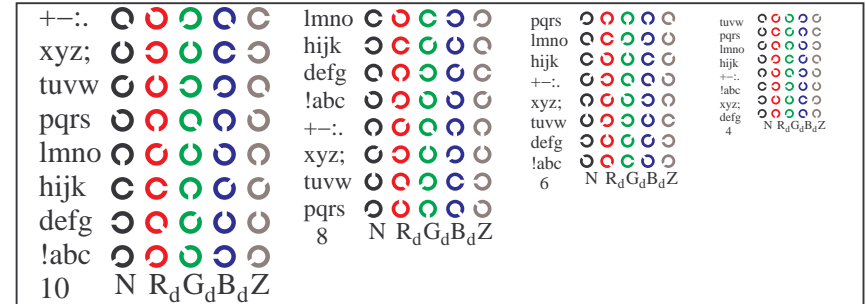 +−:.
xyz;
tuvw
pqrs
lmno
hijk
defg
!abc
10 N RdGdBdZ
lmno
hijk
defg
!abc
+−:.
xyz;
tuvw
pqrs
8 N RdGdBdZ
pqrs
lmno
hijk
+−:.
xyz;
tuvw
defg
!abc
6 N RdGdBdZ
tuvw
pqrs
lmno
hijk
+−:.
!abc
xyz;
defg
4 N RdGdBdZ